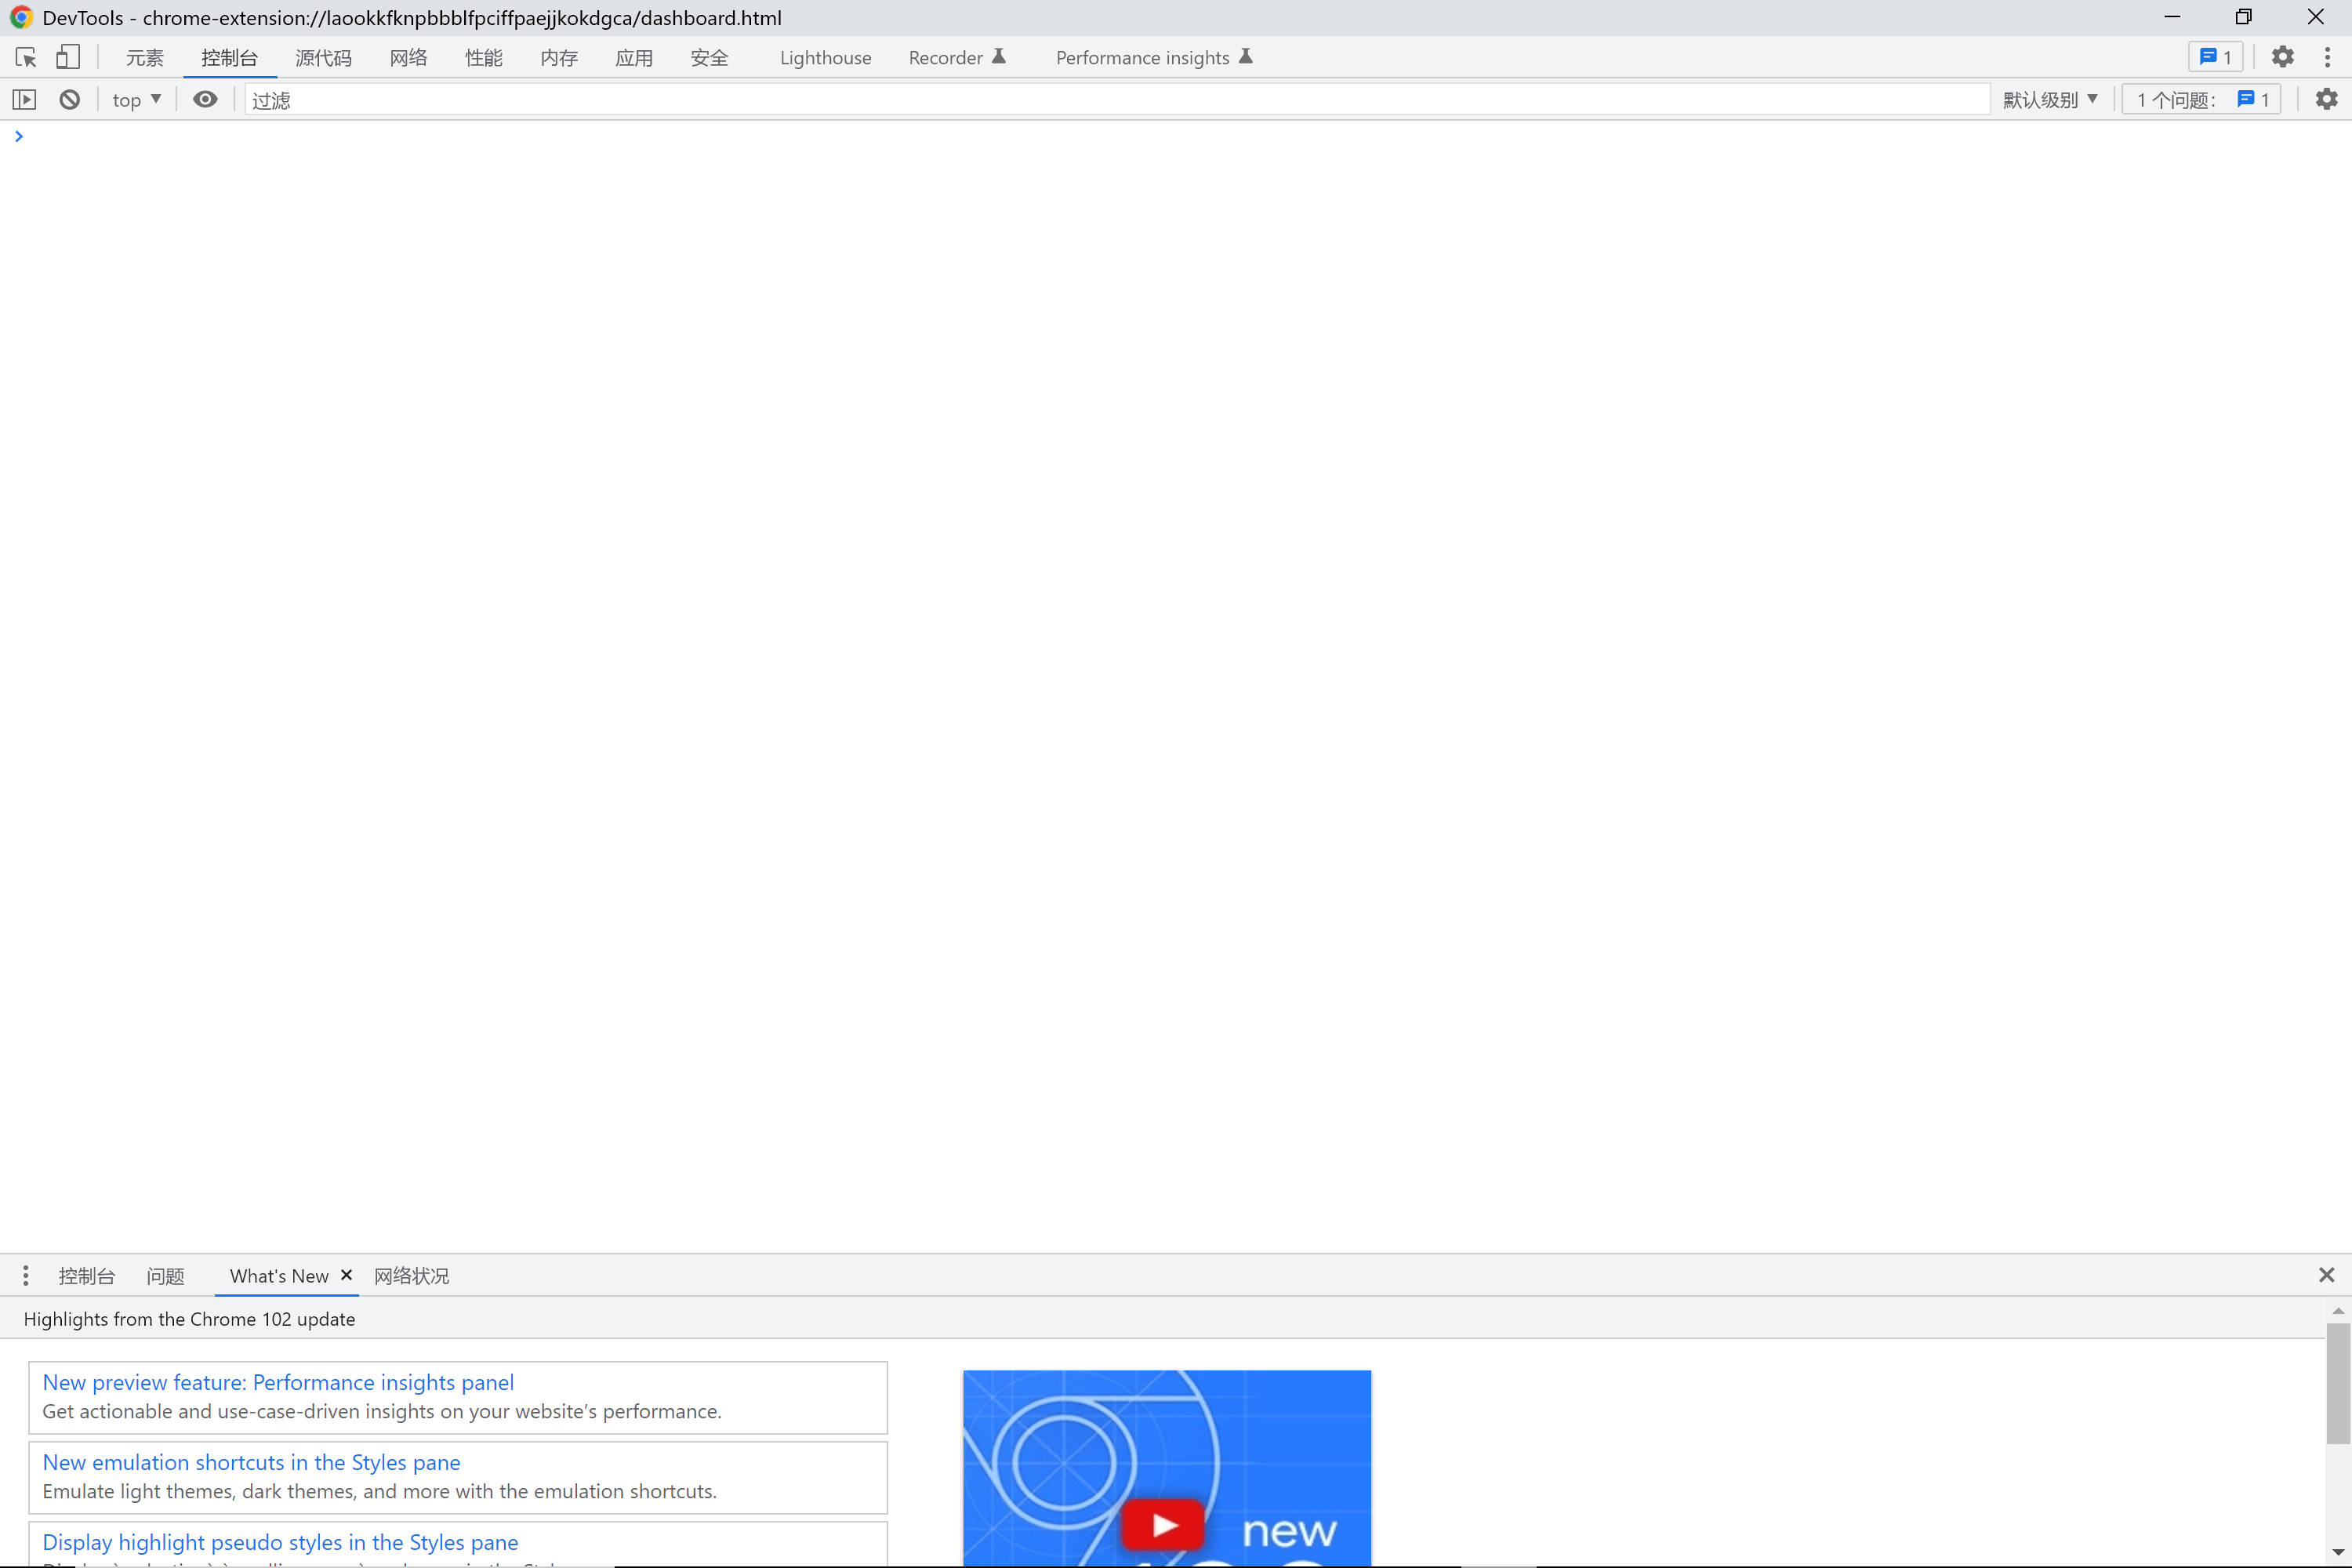 DevTools - chrome-extension://laookkfknpbbblfpciffpaejjkokdgca/dashboard.html
元素 控制台 源代码 网络 性能 内存 应用 安全 Lighthouse Recorder Performance insights 1
top 过滤 默认级别 1 个问题: 1
控制台 问题 What's New 网络状况
Highlights from the Chrome 102 update
New preview feature: Performance insights panel
Get actionable and use-case-driven insights on your website's performance.
New emulation shortcuts in the Styles pane
Emulate light themes, dark themes, and more with the emulation shortcuts.
Display highlight pseudo styles in the Styles pane
new